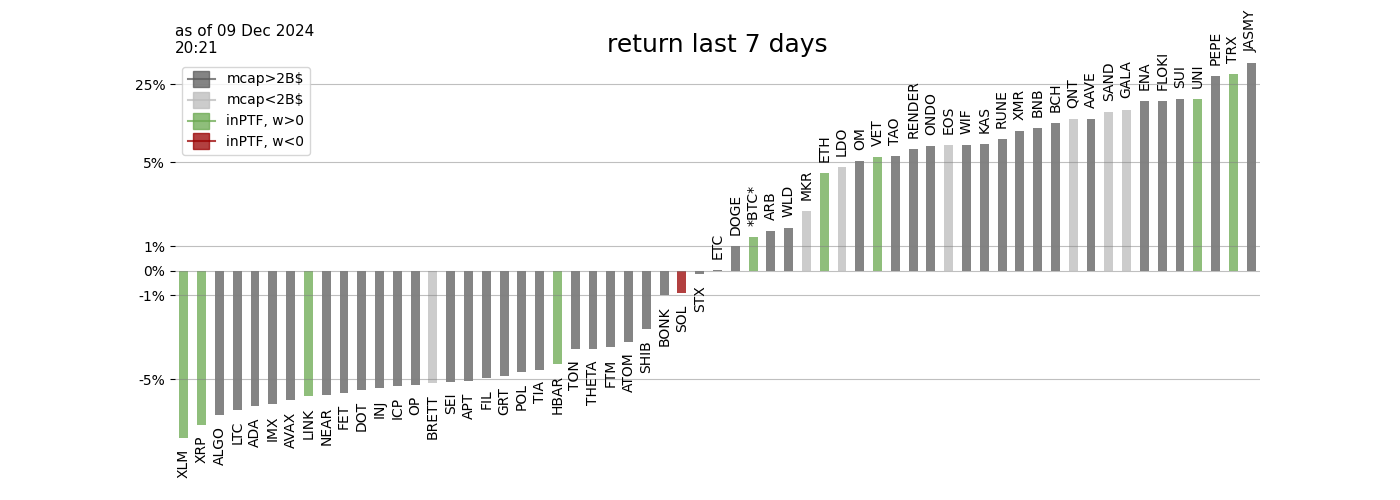 as of 09 Dec 2024
20:21
return last 7 days
mcap>2B$
mcap<2B$
inPTF, w>0
inPTF, w<0
25%
5%
1%
0%
-1%
-5%
XLM
XRP
ALGO
LTC
ADA
IMX
AVAX
LINK
NEAR
FET
DOT
INJ
ICP
OP
BRETT
SEI
APT
FIL
GRT
POL
TIA
HBAR
TON
THETA
FTM
ATOM
SHIB
BONK
SOL
STX
ETC
DOGE
*BTC*
ARB
WLD
MKR
ETH
LDO
OM
VET
TAO
RENDER
ONDO
EOS
WIF
KAS
RUNE
XMR
BNB
BCH
QNT
AAVE
SAND
GALA
ENA
FLOKI
SUI
UNI
PEPE
TRX
JASMY